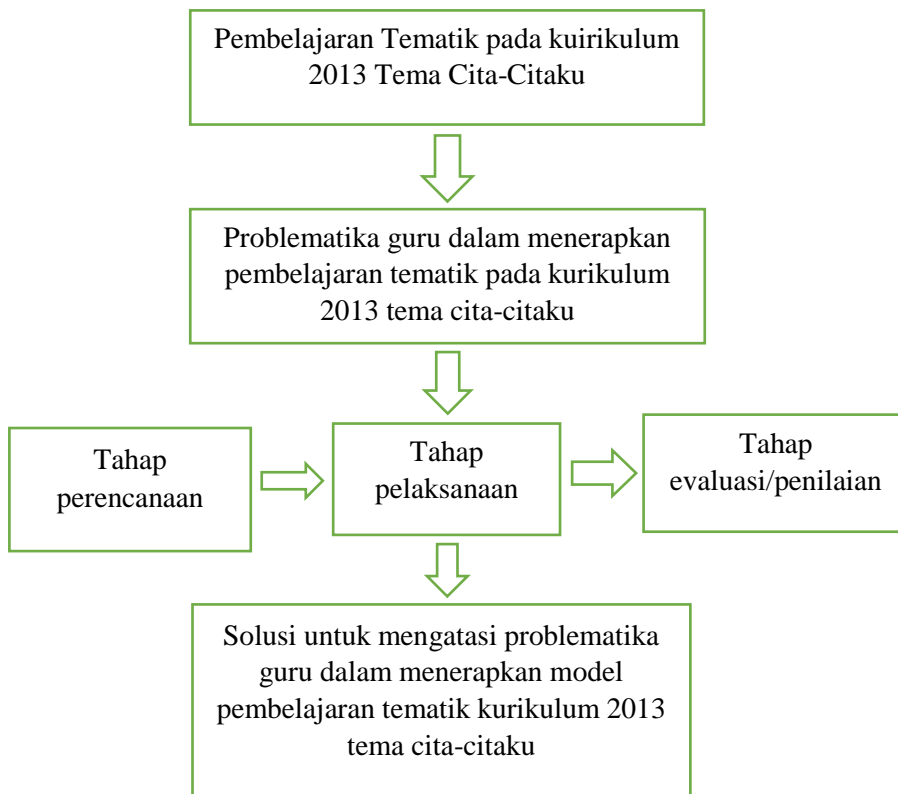 Pembelajaran Tematik pada kuirikulum
2013 Tema Cita-Citaku
Problematika guru dalam menerapkan
pembelajaran tematik pada kurikulum
2013 tema cita-citaku
Tahap
perencanaan
Tahap
pelaksanaan
Tahap
evaluasi/penilaian
Solusi untuk mengatasi problematika
guru dalam menerapkan model
pembelajaran tematik kurikulum 2013
tema cita-citaku